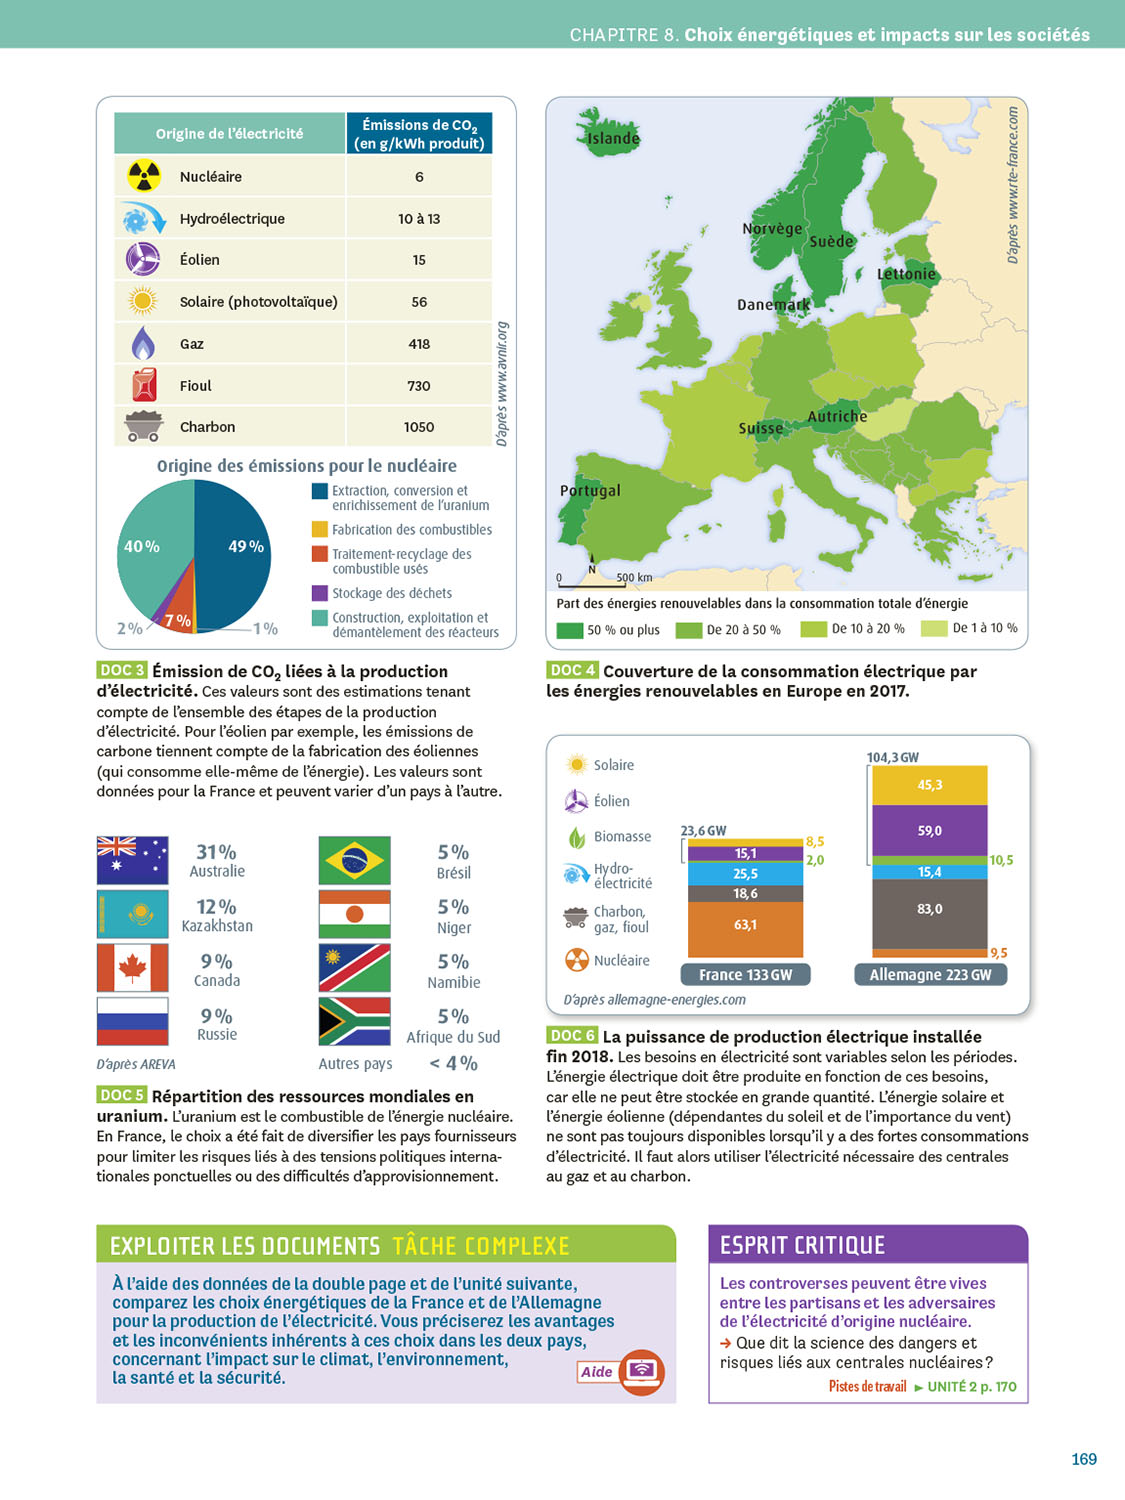 CHAPITRE 8. Choix énergétiques et impacts sur les sociétés
Origine de l'électricité
Émissions de CO₂
(en g/kWh produit)
Nucléaire 6
Hydroélectrique 10 à 13
Éolien 15
Solaire (photovoltaïque) 56
Gaz 418
Fioul 730
Charbon 1050
D'après www.avnir.org
Origine des émissions pour le nucléaire
40 %
49 %
7 %
2 %
1 %
Extraction, conversion et
enrichissement de l'uranium
Fabrication des combustibles
Traitement-recyclage des
combustible usés
Stockage des déchets
Construction, exploitation et
démantèlement des réacteurs
DOC 3 Émission de CO₂ liées à la production
d'électricité. Ces valeurs sont des estimations tenant
compte de l'ensemble des étapes de la production
d'électricité. Pour l'éolien par exemple, les émissions de
carbone tiennent compte de la fabrication des éoliennes
(qui consomme elle-même de l'énergie). Les valeurs sont
données pour la France et peuvent varier d'un pays à l'autre.
Islande
Norvège
Suède
Lettonie
Danemark
Autriche
Suisse
Portugal
N
0 500 km
D'après www.rte-france.com
Part des énergies renouvelables dans la consommation totale d'énergie
50 % ou plus
De 20 à 50 %
De 10 à 20 %
De 1 à 10 %
DOC 4 Couverture de la consommation électrique par
les énergies renouvelables en Europe en 2017.
31 %
Australie
12 %
Kazakhstan
9 %
Canada
9 %
Russie
5 %
Brésil
5 %
Niger
5 %
Namibie
5 %
Afrique du Sud
D'après AREVA
Autres pays < 4 %
DOC 5 Répartition des ressources mondiales en
uranium. L'uranium est le combustible de l'énergie nucléaire.
En France, le choix a été fait de diversifier les pays fournisseurs
pour limiter les risques liés à des tensions politiques interna-
tionales ponctuelles ou des difficultés d'approvisionnement.
Solaire
Éolien
Biomasse
Hydro-
électricité
Charbon,
gaz, fioul
Nucléaire
23,6 GW
8,5
15,1
2,0
25,5
18,6
63,1
France 133 GW
104,3 GW
45,3
59,0
10,5
15,4
83,0
9,5
Allemagne 223 GW
D'après allemagne-energies.com
DOC 6 La puissance de production électrique installée
fin 2018. Les besoins en électricité sont variables selon les périodes.
L'énergie électrique doit être produite en fonction de ces besoins,
car elle ne peut être stockée en grande quantité. L'énergie solaire et
l'énergie éolienne (dépendantes du soleil et de l'importance du vent)
ne sont pas toujours disponibles lorsqu'il y a des fortes consommations
d'électricité. Il faut alors utiliser l'électricité nécessaire des centrales
au gaz et au charbon.
EXPLOITER LES DOCUMENTS TÂCHE COMPLEXE
À l'aide des données de la double page et de l'unité suivante,
comparez les choix énergétiques de la France et de l'Allemagne
pour la production de l'électricité. Vous préciserez les avantages
et les inconvénients inhérents à ces choix dans les deux pays,
concernant l'impact sur le climat, l'environnement,
la santé et la sécurité.
Aide
ESPRIT CRITIQUE
Les controverses peuvent être vives
entre les partisans et les adversaires
de l'électricité d'origine nucléaire.
→ Que dit la science des dangers et
risques liés aux centrales nucléaires ?
Pistes de travail ► UNITÉ 2 p. 170
169